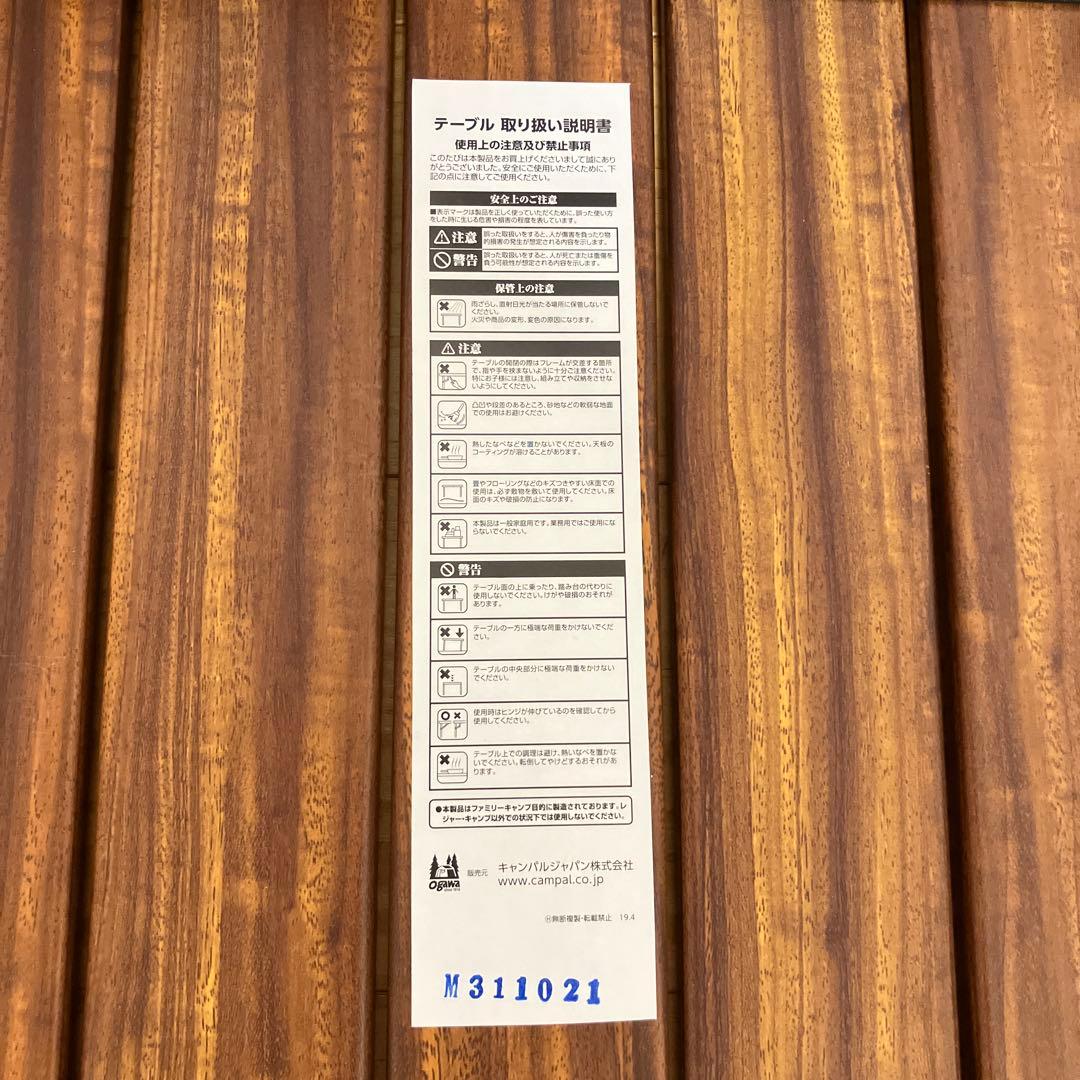 テーブル 取り扱い説明書
使用上の注意及び禁止事項
このたびは本製品をお買上げくださいまして誠にあり
がとうございました。安全にご使用いただくために、下
記の点に注意してご使用ください。
安全上のご注意
■表示マークは製品を正しく使っていただくために、誤った使い方
をした時に生じる危害や損害の程度を表しています。
注意
誤った取扱いをすると、人が傷害を負ったり物
的損害の発生が想定される内容を示します。
警告
誤った取扱いをすると、人が死亡または重傷を
負う可能性が想定される内容を示します。
保管上の注意
雨ざらし、直射日光が当たる場所に保管しないで
ください。
火災や商品の変形、変色の原因になります。
注意
テーブルの開閉の際はフレームが交差する箇所
で、指や手を挟まないように十分ご注意ください。
特にお子様には注意し、組み立てや収納をさせな
いようにしてください。
凸凹や段差のあるところ、砂地などの軟弱な地面
での使用はお避けください。
熱したなべなどを置かないでください。天板の
コーティングが溶けることがあります。
畳やフローリングなどのキズつきやすい床面での
使用は、必ず敷物を敷いて使用してください。床
面のキズや破損の防止になります。
本製品は一般家庭用です。業務用ではご使用にな
らないでください。
警告
テーブル面の上に乗ったり、踏み台の代わりに
使用しないでください。けがや破損のおそれが
あります。
テーブルの一方に極端な荷重をかけないでくだ
さい。
テーブルの中央部分に極端な荷重をかけない
でください。
使用時はヒンジが伸びているのを確認してから
使用してください。
テーブル上での調理は避け、熱いなべを置かな
いでください。転倒してやけどするおそれがあ
ります。
●本製品はファミリーキャンプ目的に製造されております。レ
ジャー・キャンプ以外での状況下では使用しないでください。
ogawa
since 1914
販売元
キャンパルジャパン株式会社
www.campal.co.jp
Ⓗ無断複製・転載禁止 19.4
M311021